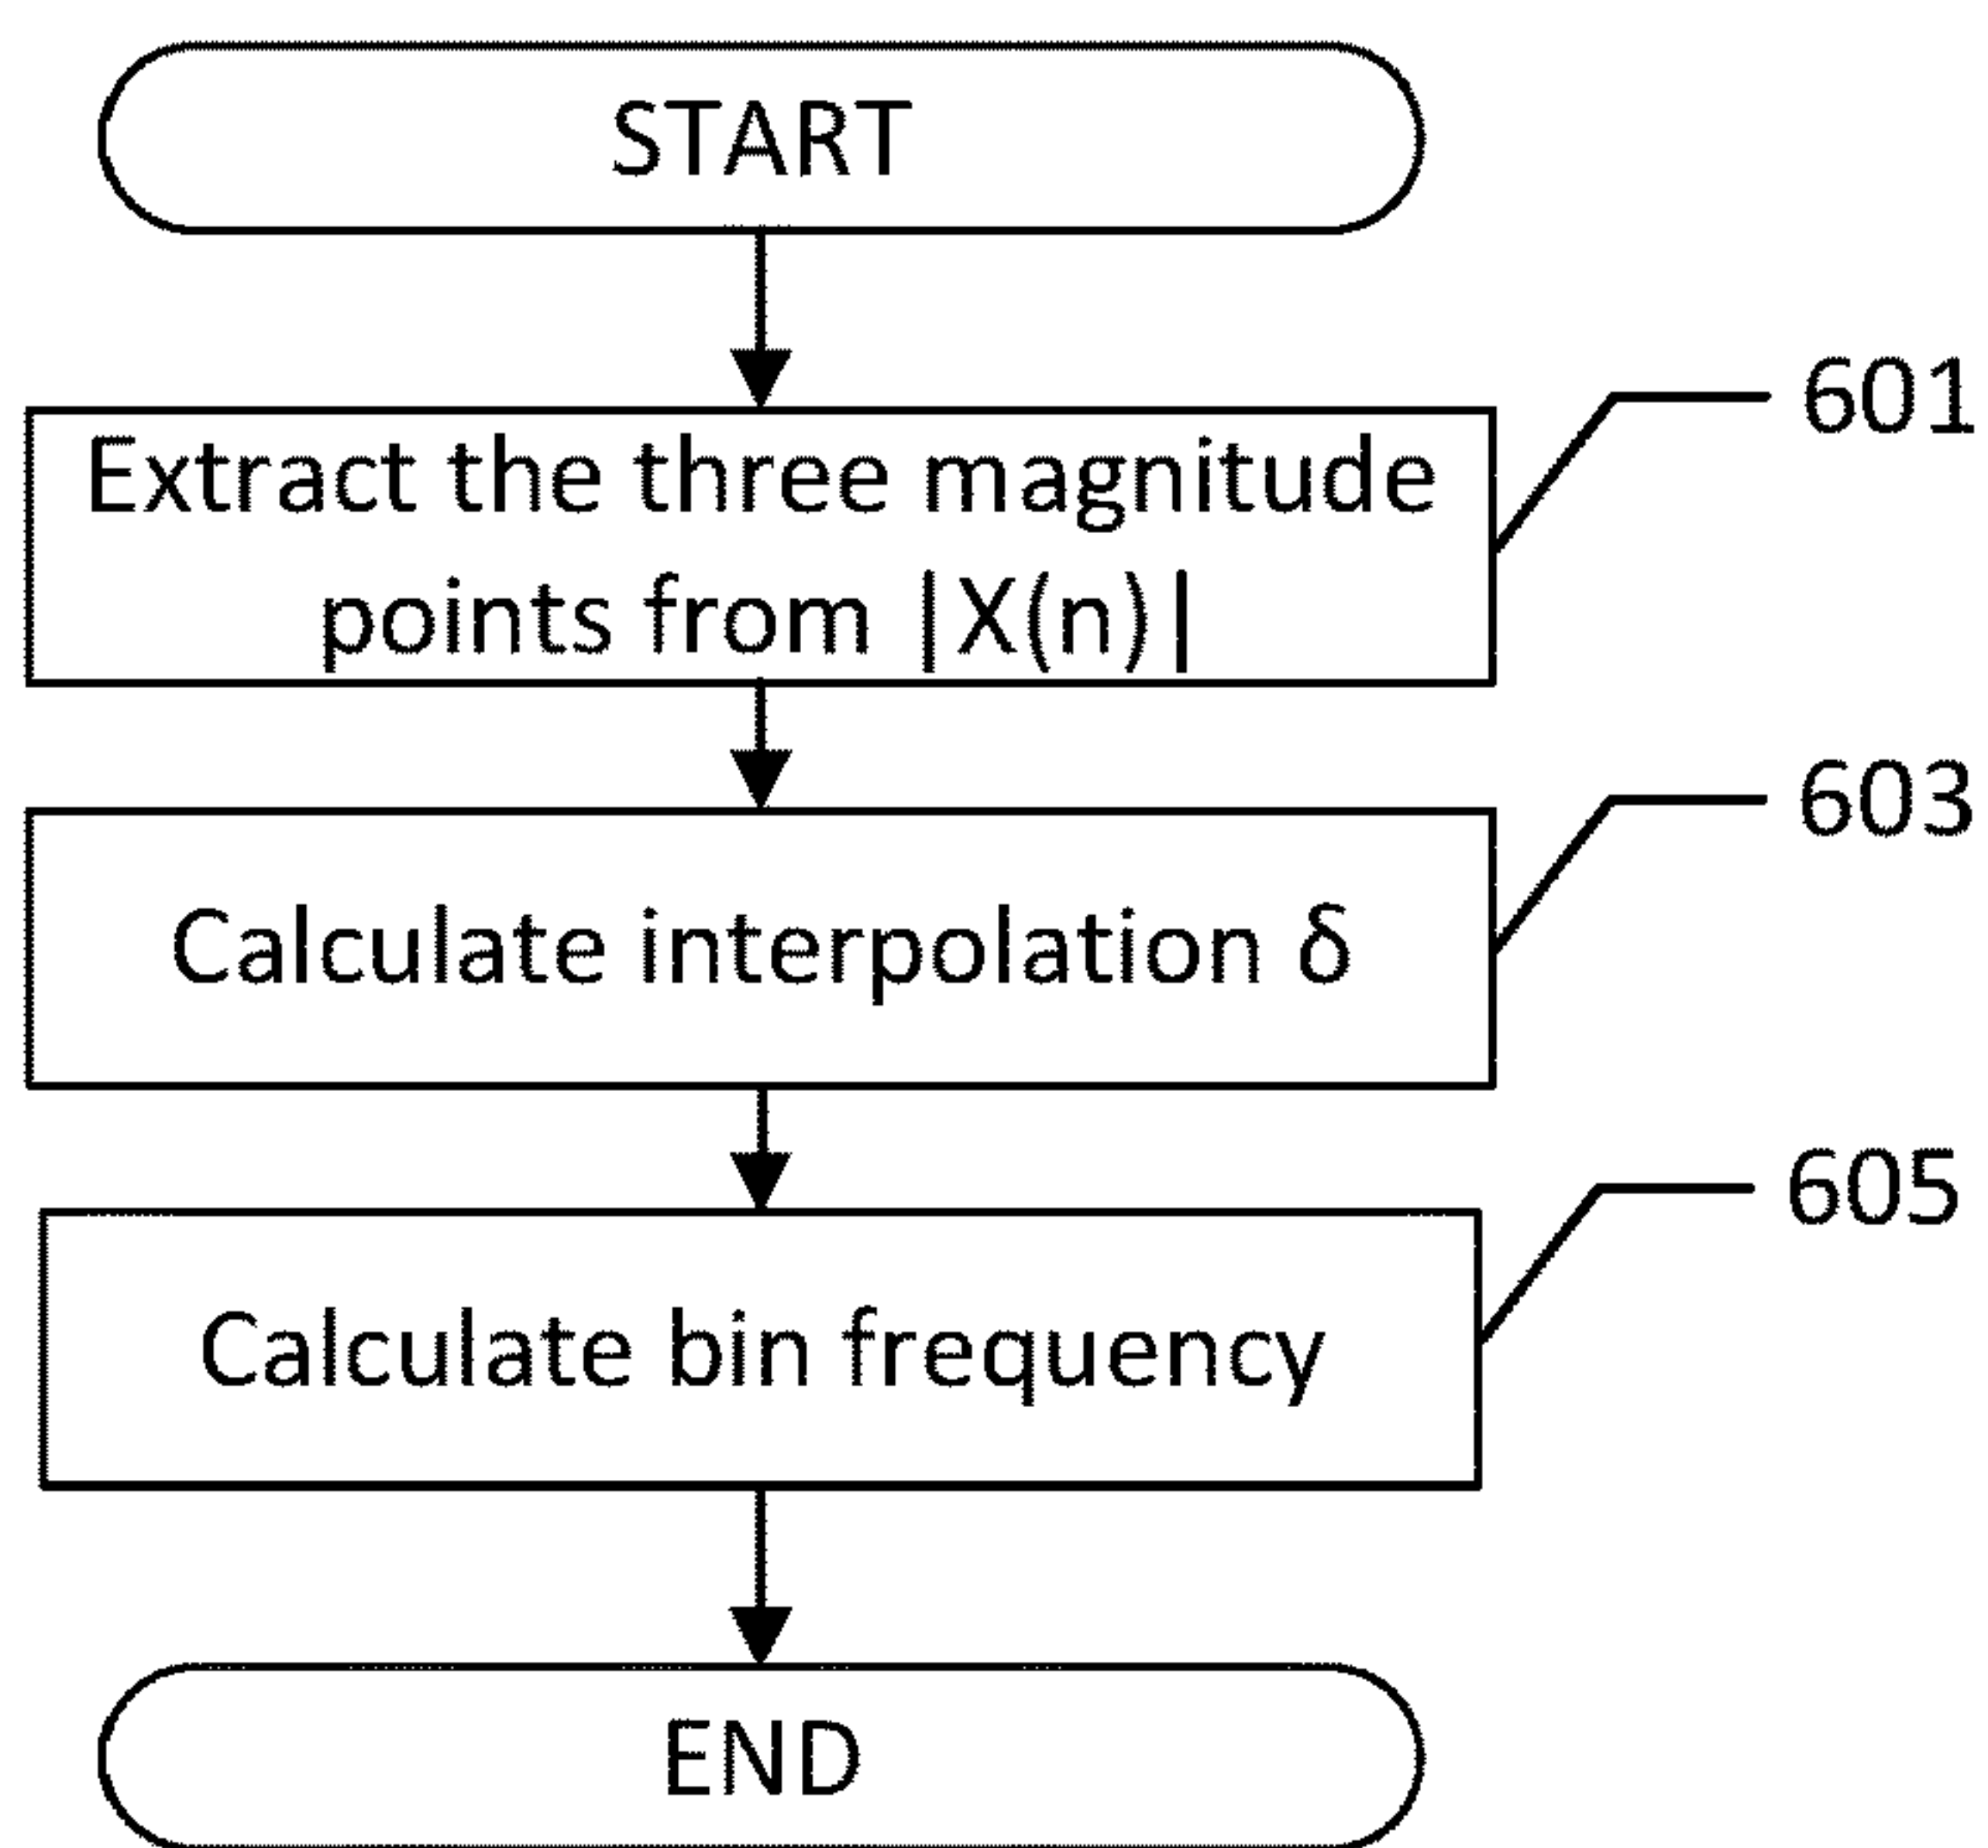 START
601
Extract the three magnitude
points from |X(n)|
603
Calculate interpolation δ
605
Calculate bin frequency
END